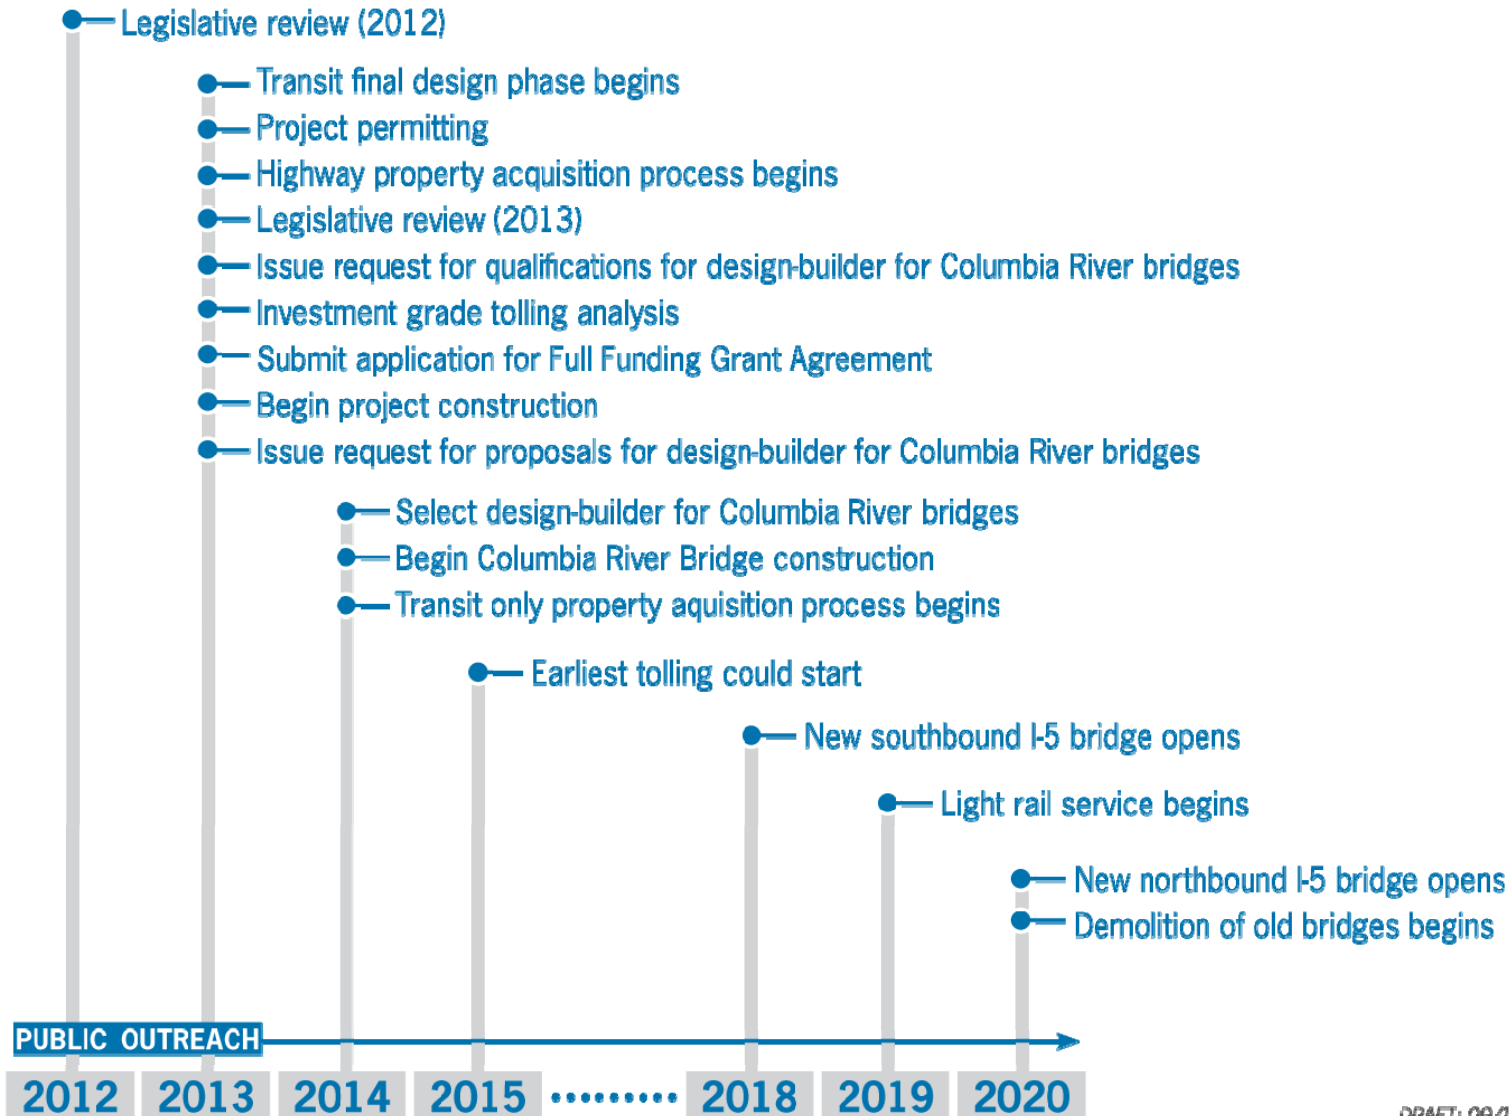 Legislative review (2012)
Transit final design phase begins
Project permitting
Highway property acquisition process begins
Legislative review (2013)
Issue request for qualifications for design-builder for Columbia River bridges
Investment grade tolling analysis
Submit application for Full Funding Grant Agreement
Begin project construction
Issue request for proposals for design-builder for Columbia River bridges
Select design-builder for Columbia River bridges
Begin Columbia River Bridge construction
Transit only property aquisition process begins
Earliest tolling could start
New southbound I-5 bridge opens
Light rail service begins
New northbound I-5 bridge opens
Demolition of old bridges begins
PUBLIC OUTREACH
2012 2013 2014 2015 2018 2019 2020
DRAFT: